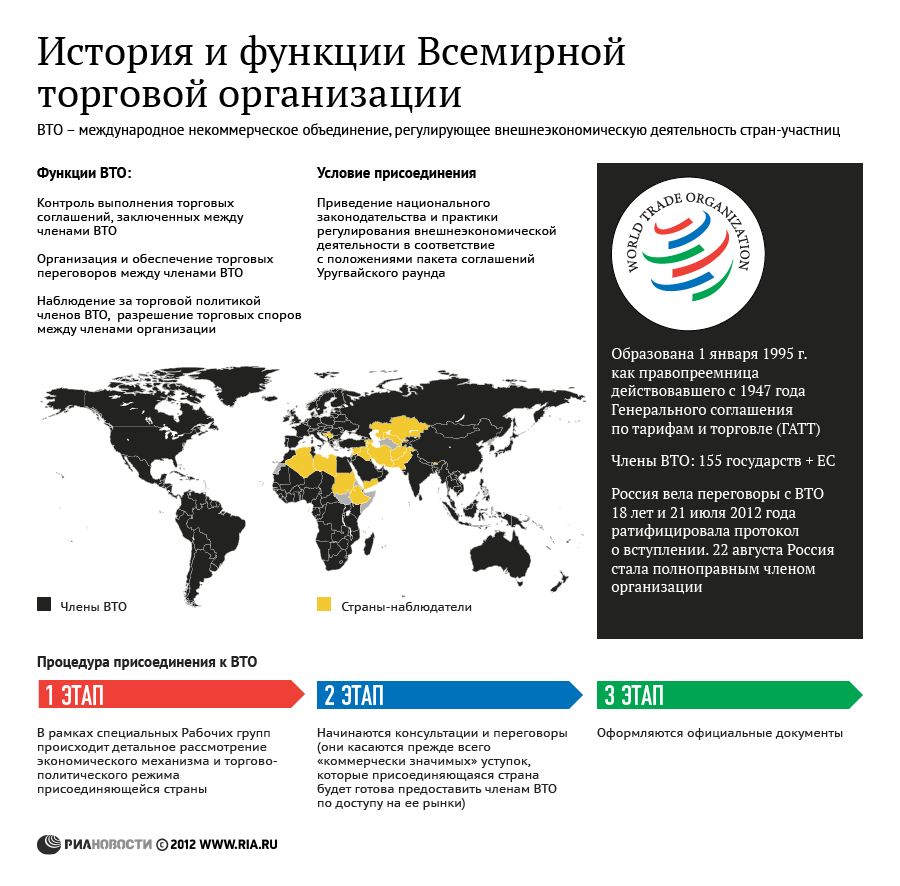 История и функции Всемирной
торговой организации
ВТО – международное некоммерческое объединение, регулирующее внешнеэкономическую деятельность стран-участниц
Функции ВТО:
Контроль выполнения торговых
соглашений, заключенных между
членами ВТО
Организация и обеспечение торговых
переговоров между членами ВТО
Наблюдение за торговой политикой
членов ВТО, разрешение торговых споров
между членами организации
Условие присоединения
Приведение национального
законодательства и практики
регулирования внешнеэкономической
деятельности в соответствие
с положениями пакета соглашений
Уругвайского раунда
WORLD TRADE ORGANIZATION
Образована 1 января 1995 г.
как правопреемница
действовавшего с 1947 года
Генерального соглашения
по тарифам и торговле (ГАТТ)
Члены ВТО: 155 государств + ЕС
Россия вела переговоры с ВТО
18 лет и 21 июля 2012 года
ратифицировала протокол
о вступлении. 22 августа Россия
стала полноправным членом
организации
Члены ВТО
Страны-наблюдатели
Процедура присоединения к ВТО
1 ЭТАП
В рамках специальных Рабочих групп
происходит детальное рассмотрение
экономического механизма и торгово-
политического режима
присоединяющейся страны
2 ЭТАП
Начинаются консультации и переговоры
(они касаются прежде всего
«коммерчески значимых» уступок,
которые присоединяющаяся страна
будет готова предоставить членам ВТО
по доступу на ее рынки)
3 ЭТАП
Оформляются официальные документы
РИАНОВОСТИ © 2012 WWW.RIA.RU